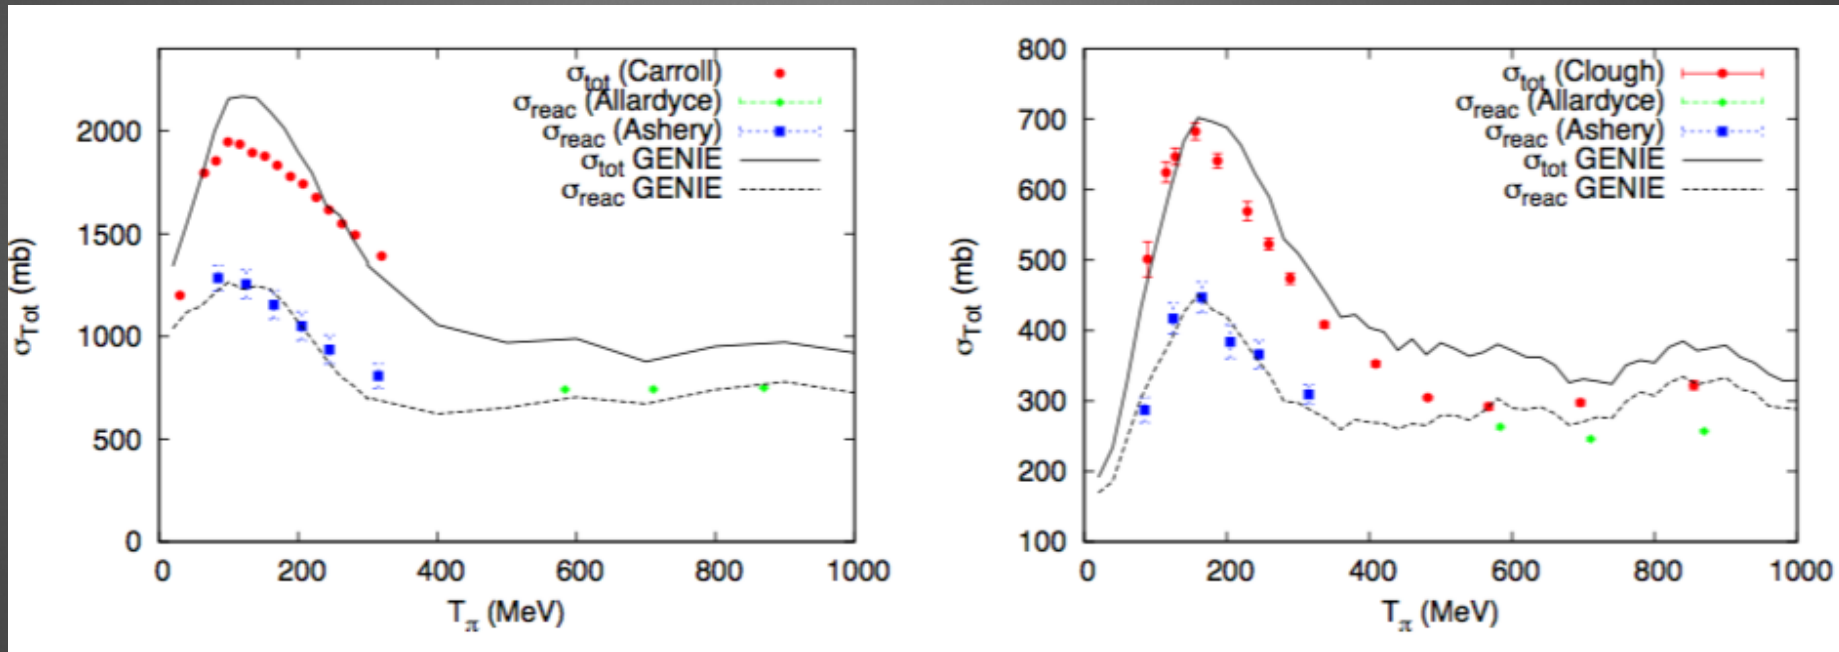 σtot (Carroll)
σreac (Allardyce)
σreac (Ashery)
σtot GENIE
σreac GENIE
2000
1500
1000
500
0
σTot (mb)
0 200 400 600 800 1000
Tπ (MeV)
σtot (Clough)
σreac (Allardyce)
σreac (Ashery)
σtot GENIE
σreac GENIE
800
700
600
500
400
300
200
100
σTot (mb)
0 200 400 600 800 1000
Tπ (MeV)